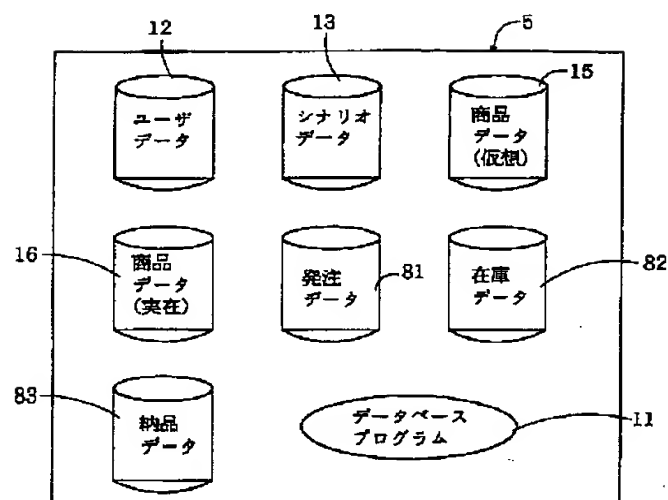 12
13
5
15
ユーザ
データ
シナリオ
データ
商品
データ
(仮想)
16
商品
データ
(実在)
発注
データ
81
在庫
データ
82
83
納品
データ
データベース
プログラム
11